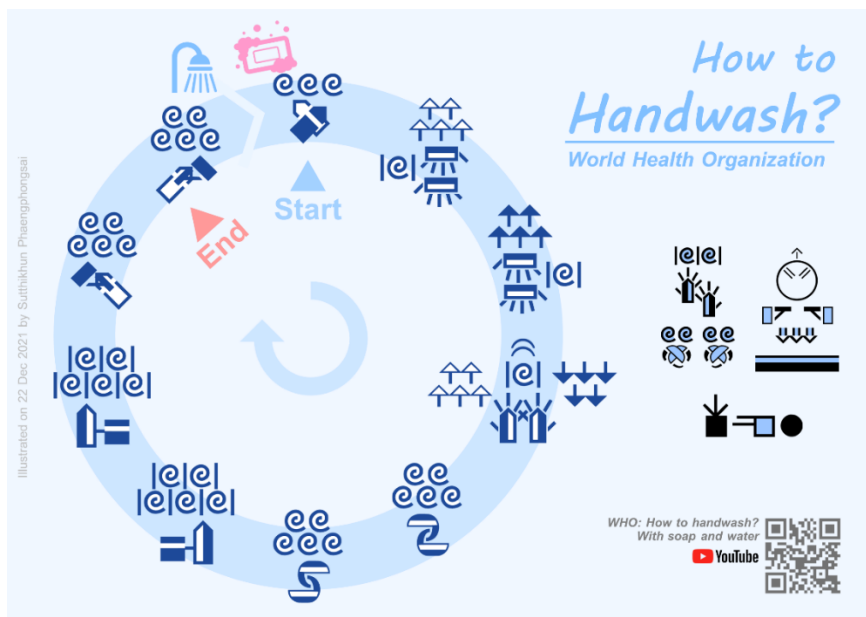 How to
Handwash?
World Health Organization
Start
End
Illustrated on 22 Dec 2021 by Sutthikhun Phaengphongsai
WHO: How to handwash?
With soap and water
YouTube